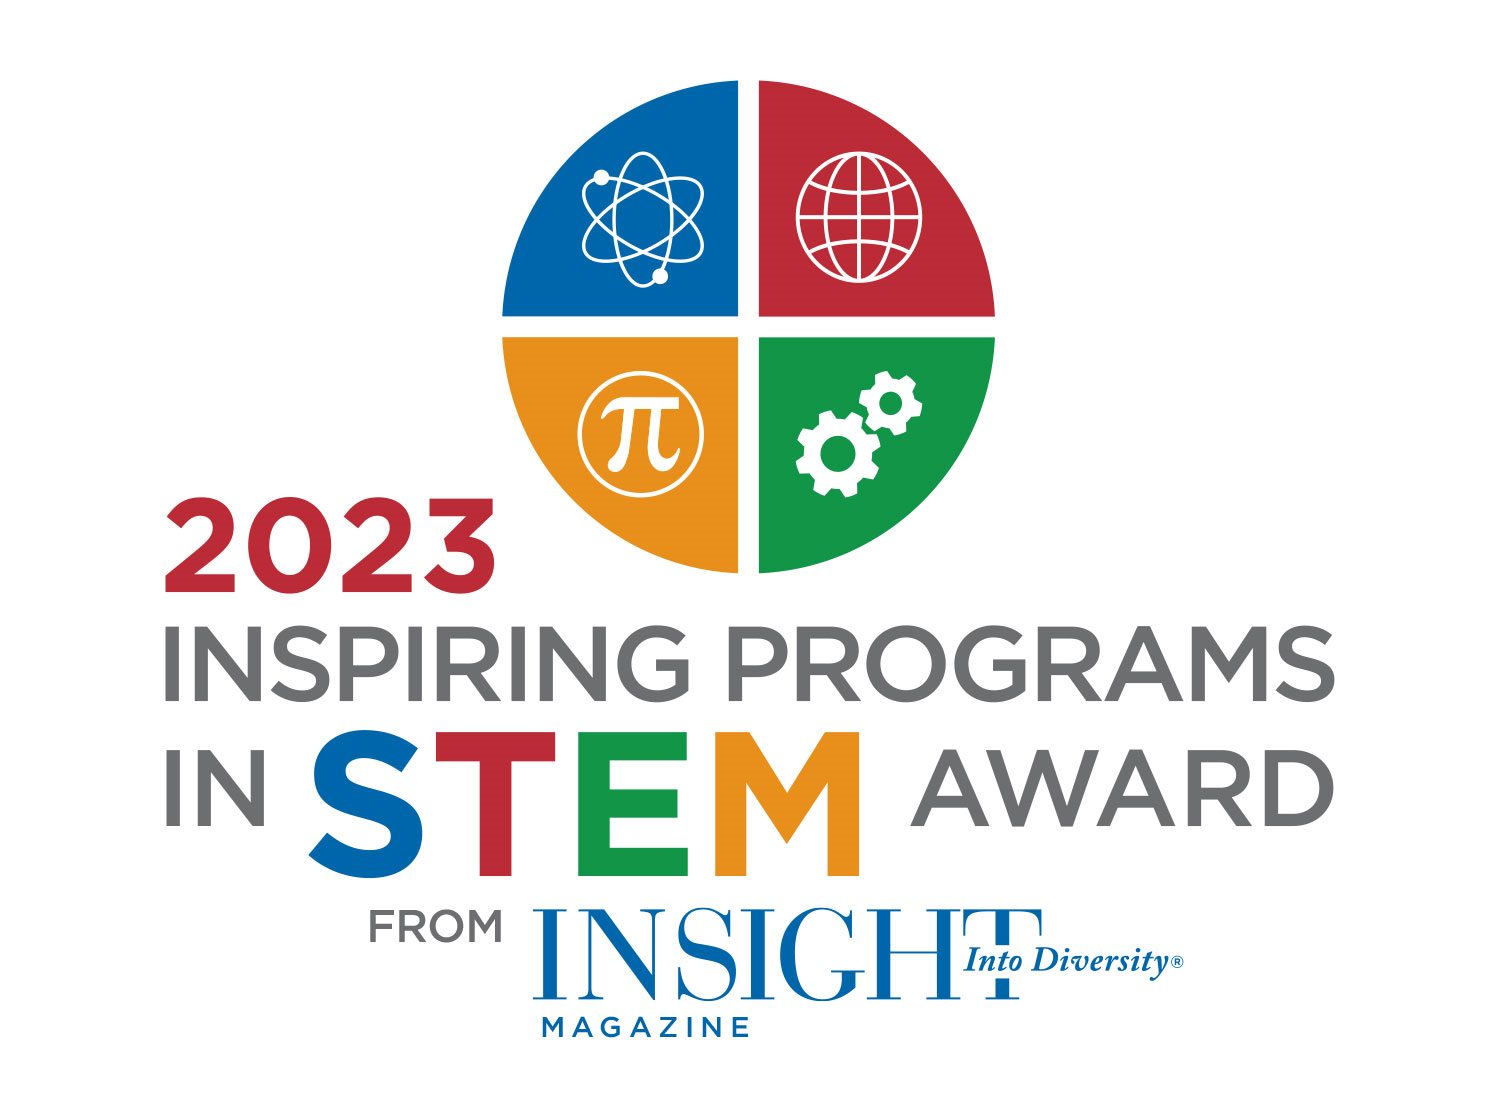 π
2023
INSPIRING PROGRAMS
IN STEM AWARD
FROM INSIGHT Into Diversity®
MAGAZINE